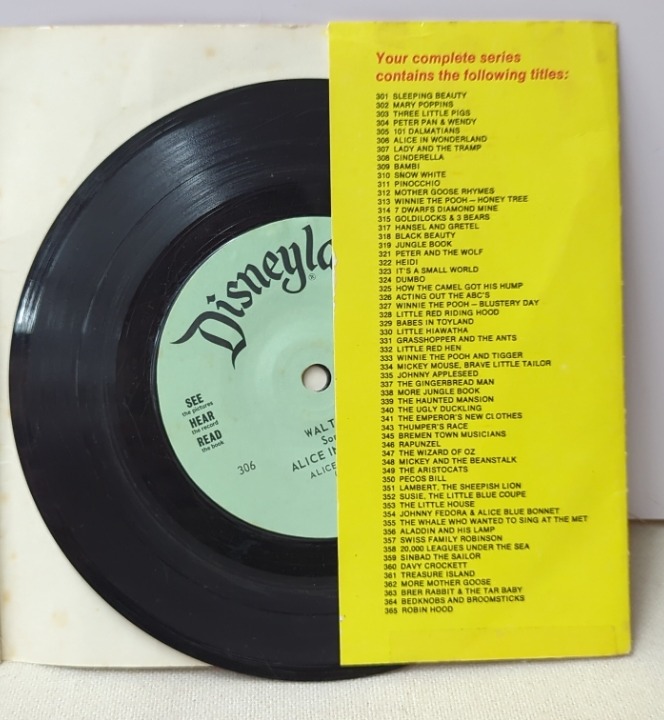 Disneyla
®
SEE
the pictures
HEAR
the record
READ
the book
306
WALT
ALICE IN
ALICE
Your complete series
contains the following titles:
301 SLEEPING BEAUTY
302 MARY POPPINS
303 THREE LITTLE PIGS
304 PETER PAN & WENDY
305 101 DALMATIANS
306 ALICE IN WONDERLAND
307 LADY AND THE TRAMP
308 CINDERELLA
309 BAMBI
310 SNOW WHITE
311 PINOCCHIO
312 MOTHER GOOSE RHYMES
313 WINNIE THE POOH — HONEY TREE
314 7 DWARFS DIAMOND MINE
315 GOLDILOCKS & 3 BEARS
317 HANSEL AND GRETEL
318 BLACK BEAUTY
319 JUNGLE BOOK
321 PETER AND THE WOLF
322 HEIDI
323 IT'S A SMALL WORLD
324 DUMBO
325 HOW THE CAMEL GOT HIS HUMP
326 ACTING OUT THE ABC'S
327 WINNIE THE POOH — BLUSTERY DAY
328 LITTLE RED RIDING HOOD
329 BABES IN TOYLAND
330 LITTLE HIAWATHA
331 GRASSHOPPER AND THE ANTS
332 LITTLE RED HEN
333 WINNIE THE POOH AND TIGGER
334 MICKEY MOUSE, BRAVE LITTLE TAILOR
335 JOHNNY APPLESEED
337 THE GINGERBREAD MAN
338 MORE JUNGLE BOOK
339 THE HAUNTED MANSION
340 THE UGLY DUCKLING
341 THE EMPEROR'S NEW CLOTHES
343 THUMPER'S RACE
345 BREMEN TOWN MUSICIANS
346 RAPUNZEL
347 THE WIZARD OF OZ
348 MICKEY AND THE BEANSTALK
349 THE ARISTOCATS
350 PECOS BILL
351 LAMBERT, THE SHEEPISH LION
352 SUSIE, THE LITTLE BLUE COUPE
353 THE LITTLE HOUSE
354 JOHNNY FEDORA & ALICE BLUE BONNET
355 THE WHALE WHO WANTED TO SING AT THE MET
356 ALADDIN AND HIS LAMP
357 SWISS FAMILY ROBINSON
358 20,000 LEAGUES UNDER THE SEA
359 SINBAD THE SAILOR
360 DAVY CROCKETT
361 TREASURE ISLAND
362 MORE MOTHER GOOSE
363 BRER RABBIT & THE TAR BABY
364 BEDKNOBS AND BROOMSTICKS
365 ROBIN HOOD